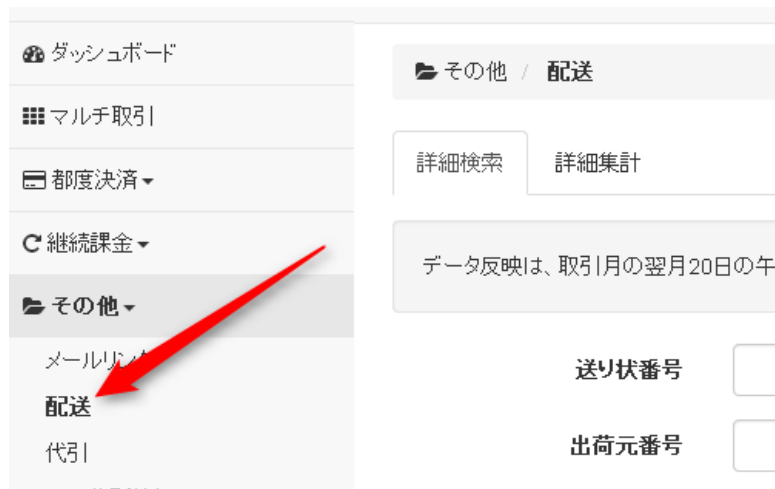 ダッシュボード
マルチ取引
都度決済
継続課金
その他
配送
代引
その他 / 配送
詳細検索 詳細集計
データ反映は、取引月の翌月20日の午
送り状番号
出荷元番号